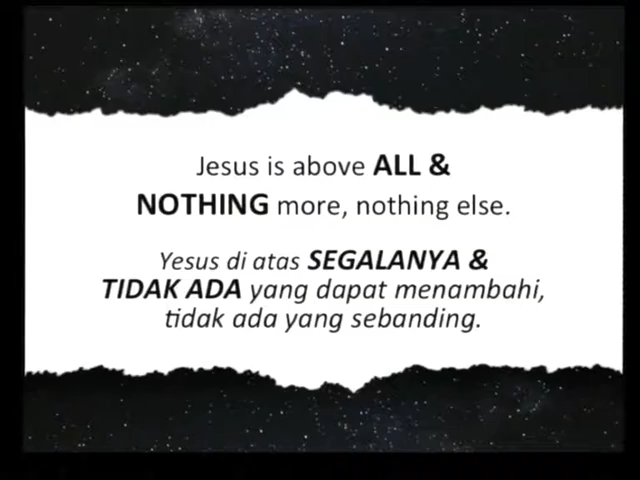 Jesus is above ALL &
NOTHING more, nothing else.
Yesus di atas SEGALANYA &
TIDAK ADA yang dapat menambahi,
tidak ada yang sebanding.